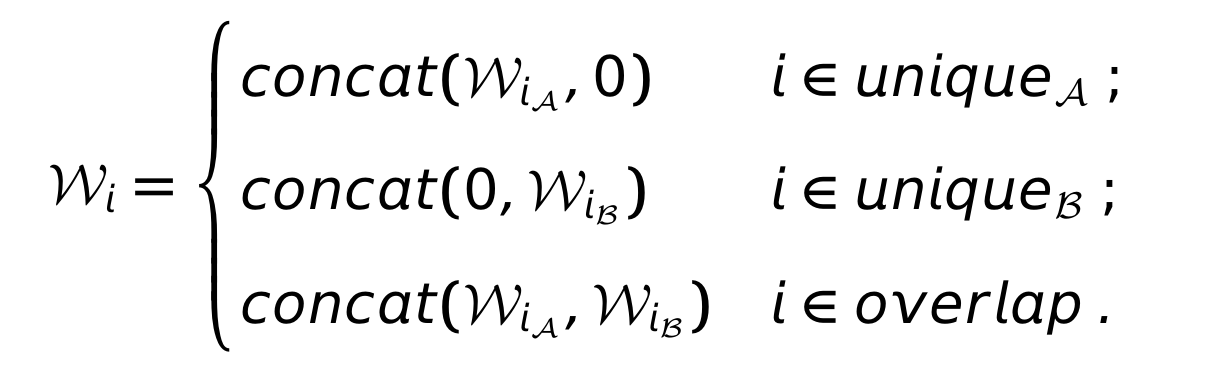 concat(𝒲_{i_𝒜}, 0) i ∈ unique_𝒜 ;
𝒲_i = { concat(0, 𝒲_{i_ℬ}) i ∈ unique_ℬ ;
concat(𝒲_{i_𝒜}, 𝒲_{i_ℬ}) i ∈ overlap .